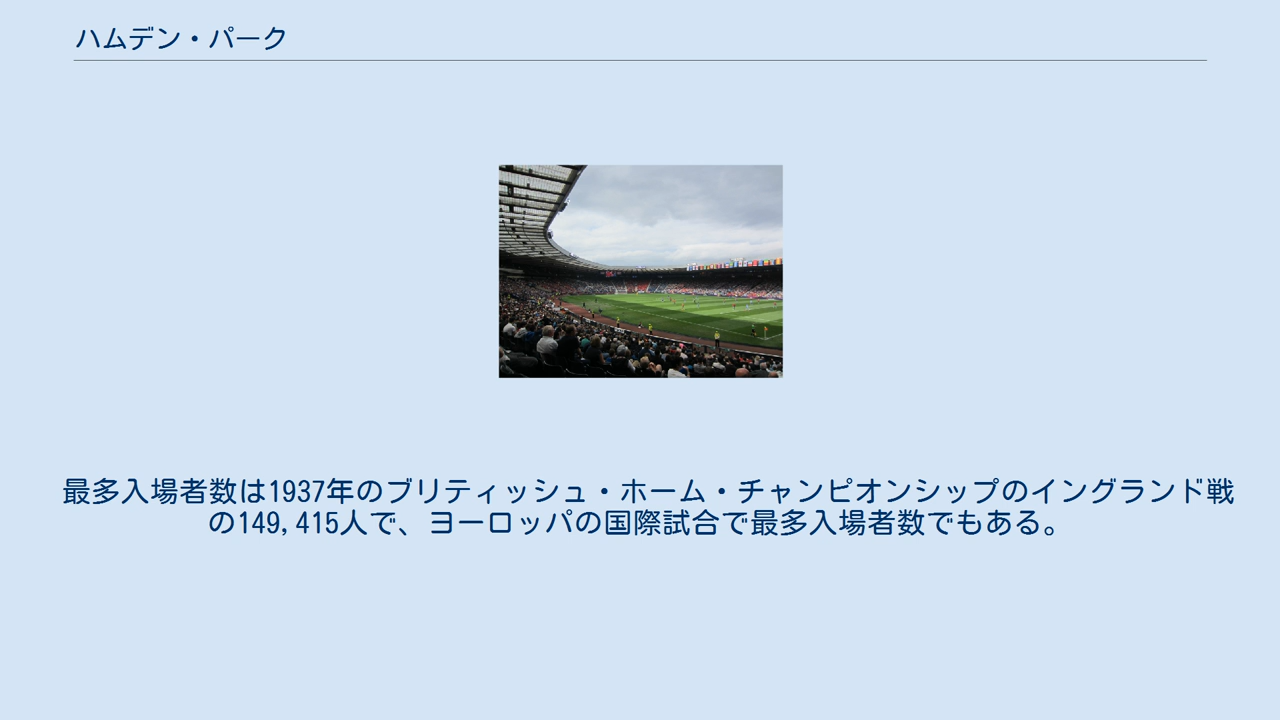 ハムデン・パーク
最多入場者数は1937年のブリティッシュ・ホーム・チャンピオンシップのイングランド戦
の149,415人で、ヨーロッパの国際試合で最多入場者数でもある。